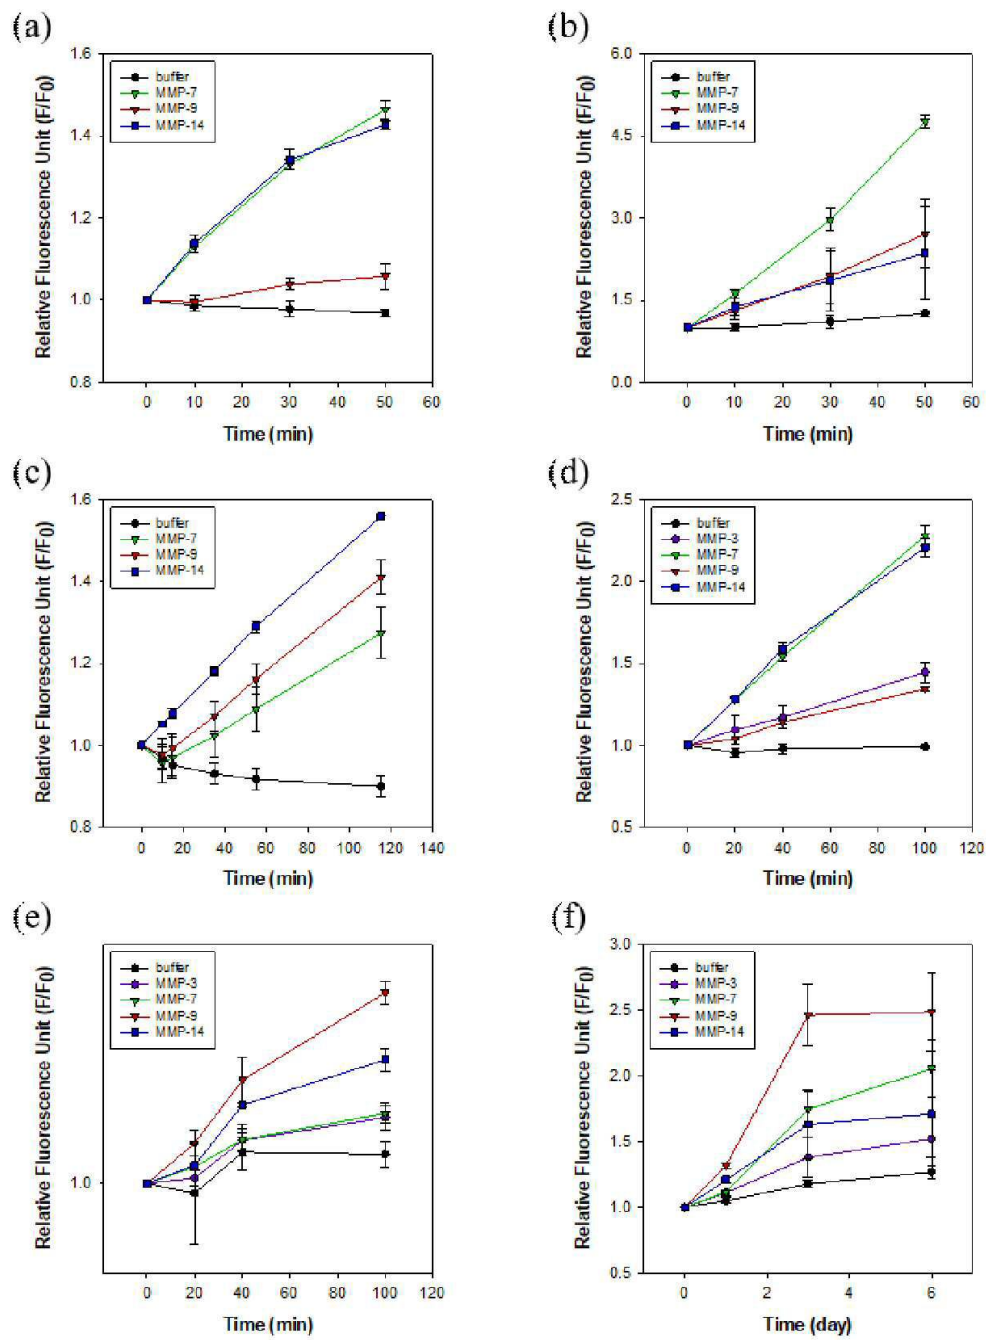 (a)
1.6
1.4
1.2
1.0
0.8
Relative Fluorescence Unit (F/F0)
buffer
MMP-7
MMP-9
MMP-14
0 10 20 30 40 50 60
Time (min)
(b)
6.0
4.5
3.0
1.5
0.0
Relative Fluorescence Unit (F/F0)
buffer
MMP-7
MMP-9
MMP-14
0 10 20 30 40 50 60
Time (min)
(c)
1.6
1.4
1.2
1.0
0.8
Relative Fluorescence Unit (F/F0)
buffer
MMP-7
MMP-9
MMP-14
0 20 40 60 80 100 120 140
Time (min)
(d)
2.5
2.0
1.5
1.0
0.5
Relative Fluorescence Unit (F/F0)
buffer
MMP-3
MMP-7
MMP-9
MMP-14
0 20 40 60 80 100 120
Time (min)
(e)
1.0
Relative Fluorescence Unit (F/F0)
buffer
MMP-3
MMP-7
MMP-9
MMP-14
0 20 40 60 80 100 120
Time (min)
(f)
3.0
2.5
2.0
1.5
1.0
0.5
Relative Fluorescence Unit (F/F0)
buffer
MMP-3
MMP-7
MMP-9
MMP-14
0 2 4 6
Time (day)